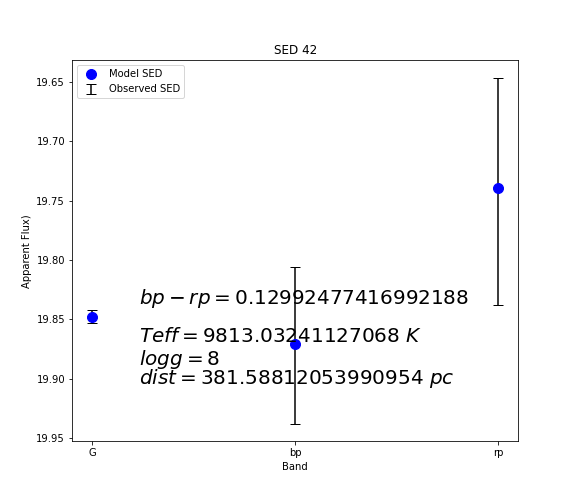 SED 42
Model SED
Observed SED
19.65
19.70
19.75
19.80
19.85
19.90
19.95
Apparent Flux)
bp − rp = 0.12992477416992188
Teff = 9813.03241127068 K
logg = 8
dist = 381.58812053990954 pc
G
bp
rp
Band